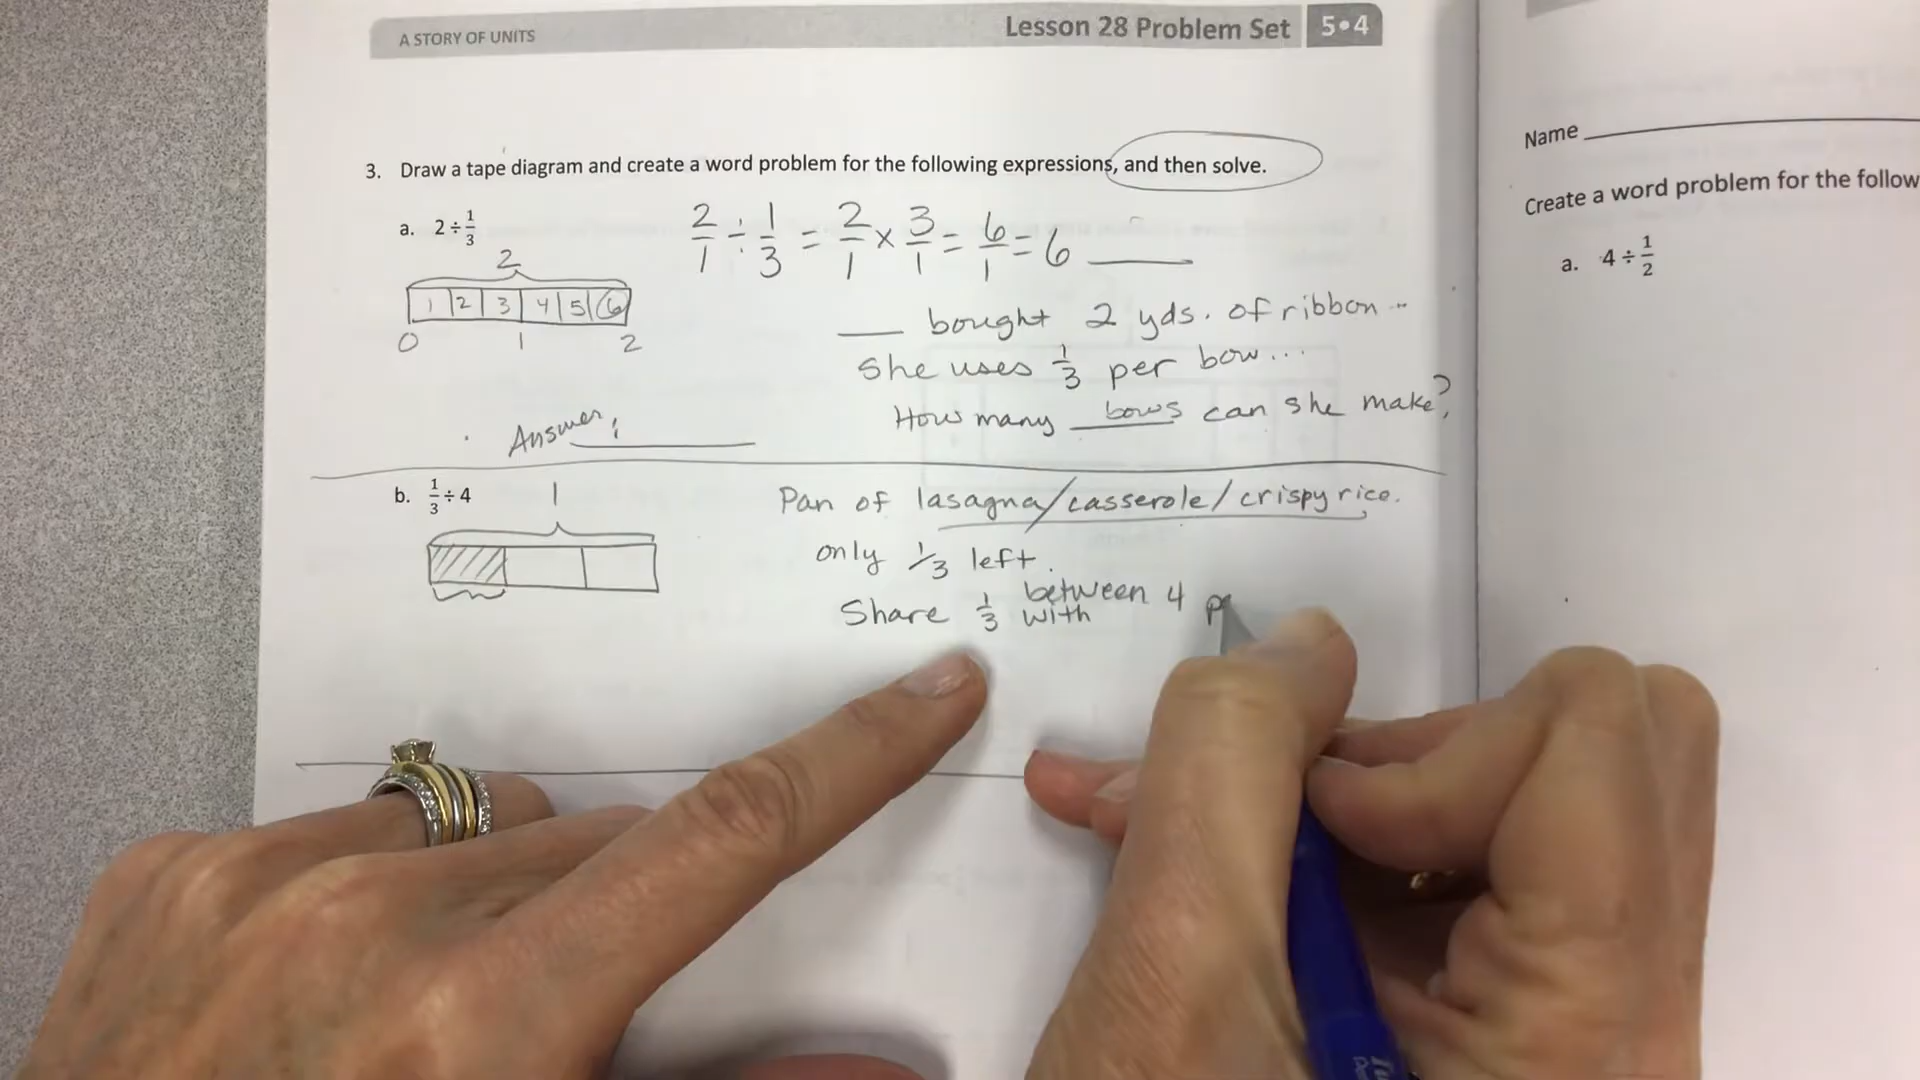 A STORY OF UNITS
Lesson 28 Problem Set 5•4
3. Draw a tape diagram and create a word problem for the following expressions, and then solve.
a. 2 ÷ 1/3
2/1 ÷ 1/3 = 2/1 × 3/1 = 6/1 = 6 ____
2
1 2 3 4 5 6
0 1 2
____ bought 2 yds. of ribbon...
She uses 1/3 per bow...
How many bows can she make?
Answer: ____
b. 1/3 ÷ 4
1
Pan of lasagna/casserole/crispy rice.
only 1/3 left.
between 4
Share 1/3 with
Name ____
Create a word problem for the follow
a. 4 ÷ 1/2